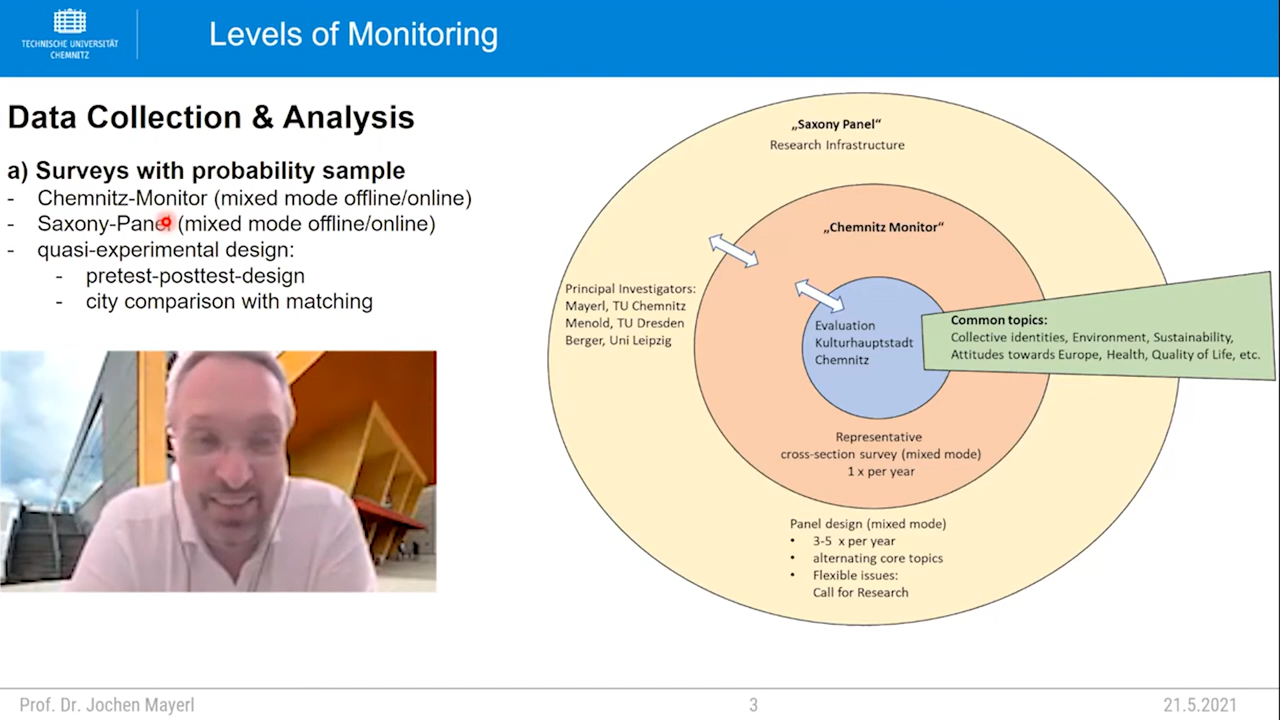 TECHNISCHE UNIVERSITÄT
CHEMNITZ
Levels of Monitoring
Data Collection & Analysis
a) Surveys with probability sample
- Chemnitz-Monitor (mixed mode offline/online)
- Saxony-Panel (mixed mode offline/online)
- quasi-experimental design:
- pretest-posttest-design
- city comparison with matching
„Saxony Panel“
Research Infrastructure
„Chemnitz Monitor“
Principal Investigators:
Mayerl, TU Chemnitz
Menold, TU Dresden
Berger, Uni Leipzig
Evaluation
Kulturhauptstadt
Chemnitz
Common topics:
Collective identities, Environment, Sustainability,
Attitudes towards Europe, Health, Quality of Life, etc.
Representative
cross-section survey (mixed mode)
1 x per year
Panel design (mixed mode)
• 3-5 x per year
• alternating core topics
• Flexible issues:
Call for Research
Prof. Dr. Jochen Mayerl
3
21.5.2021